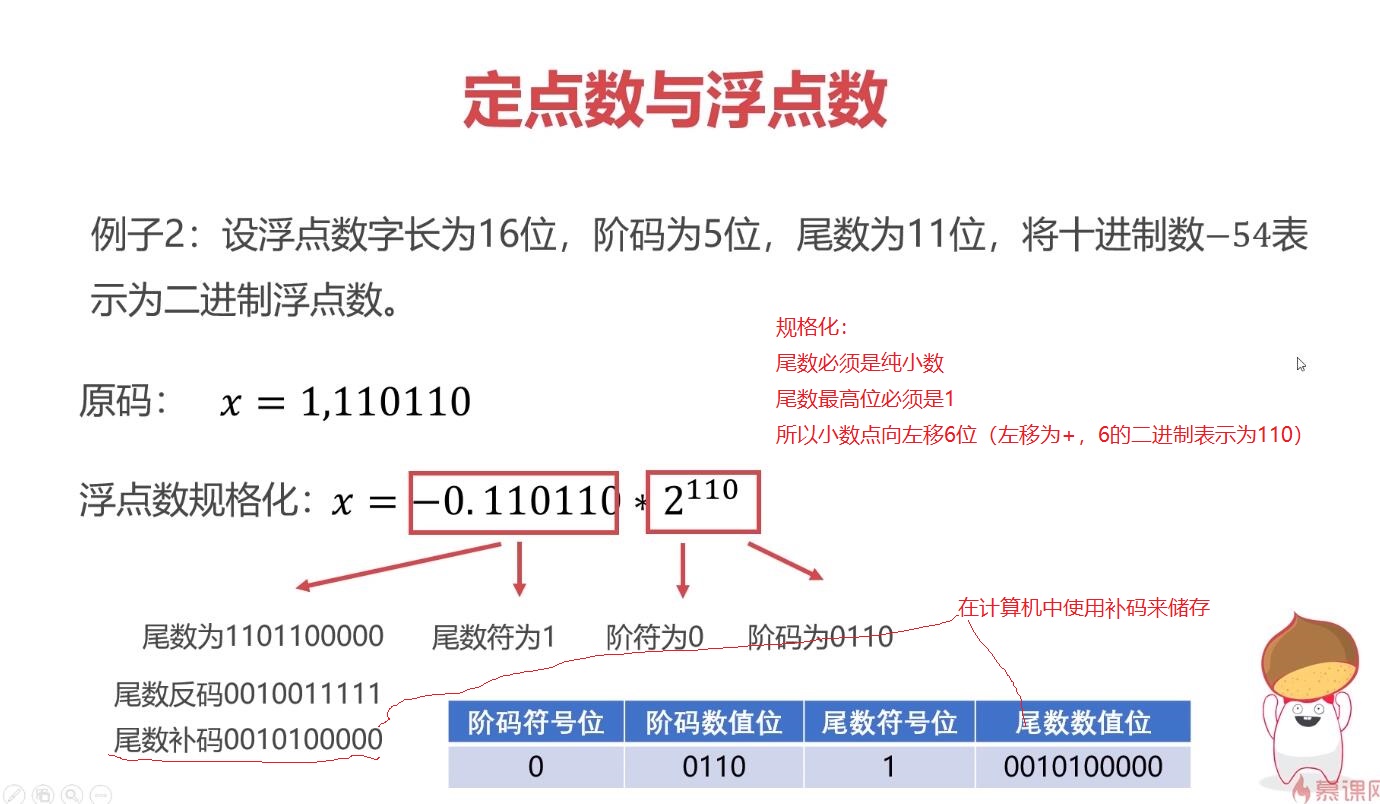 定点数与浮点数
例子2：设浮点数字长为16位，阶码为5位，尾数为11位，将十进制数−54表
示为二进制浮点数。
规格化：
尾数必须是纯小数
尾数最高位必须是1
所以小数点向左移6位（左移为+，6的二进制表示为110）
原码： x = 1,110110
浮点数规格化：x = −0.110110 * 2^110
在计算机中使用补码来储存
尾数为1101100000 尾数符为1 阶符为0 阶码为0110
尾数反码0010011111
尾数补码0010100000
阶码符号位 阶码数值位 尾数符号位 尾数数值位
0 0110 1 0010100000
慕课网